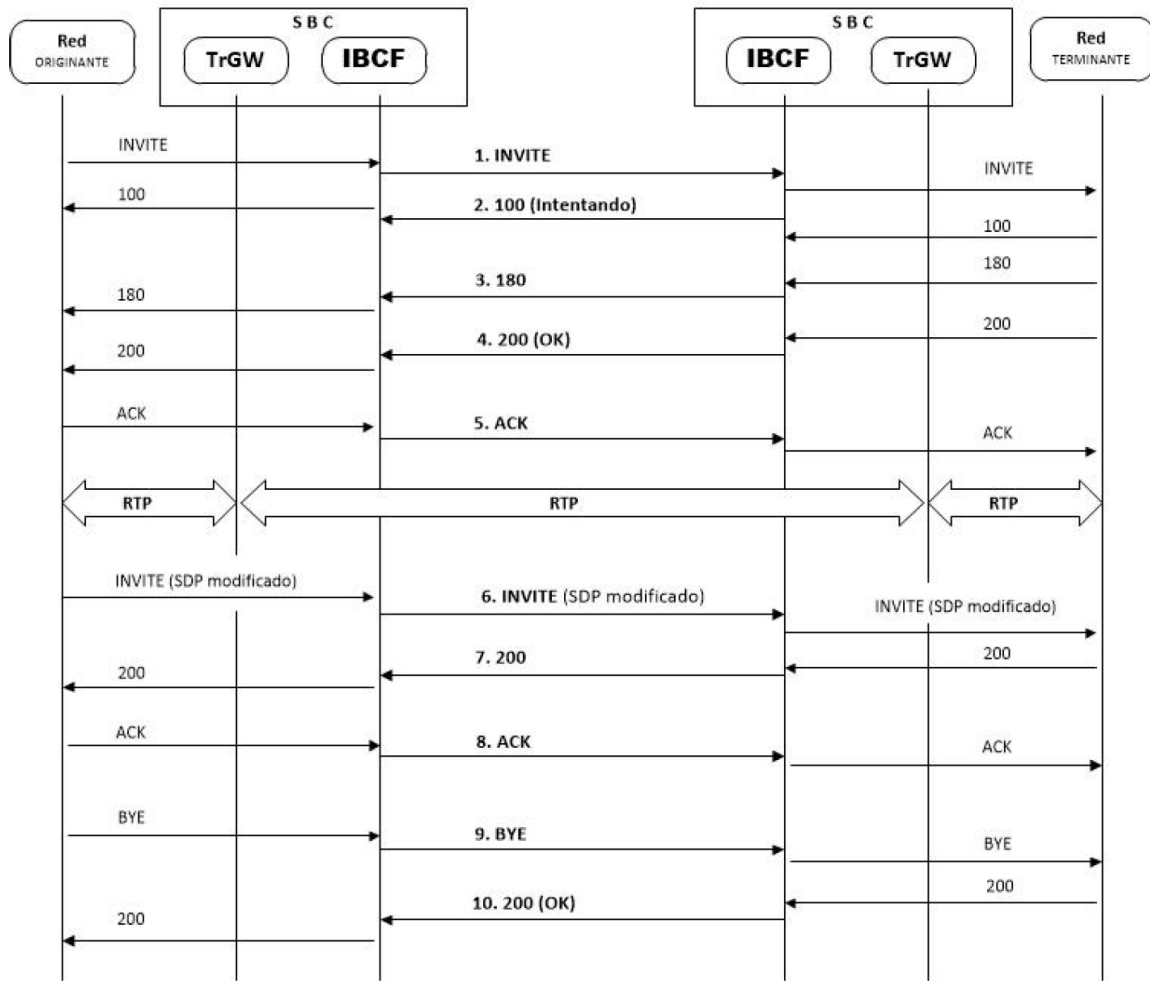 S B C
S B C
Red
ORIGINANTE
TrGW
IBCF
IBCF
TrGW
Red
TERMINANTE
INVITE
1. INVITE
INVITE
100
2. 100 (Intentando)
100
180
3. 180
180
200
4. 200 (OK)
200
ACK
5. ACK
ACK
RTP
RTP
RTP
INVITE (SDP modificado)
6. INVITE (SDP modificado)
INVITE (SDP modificado)
200
7. 200
200
ACK
8. ACK
ACK
BYE
9. BYE
BYE
200
10. 200 (OK)
200